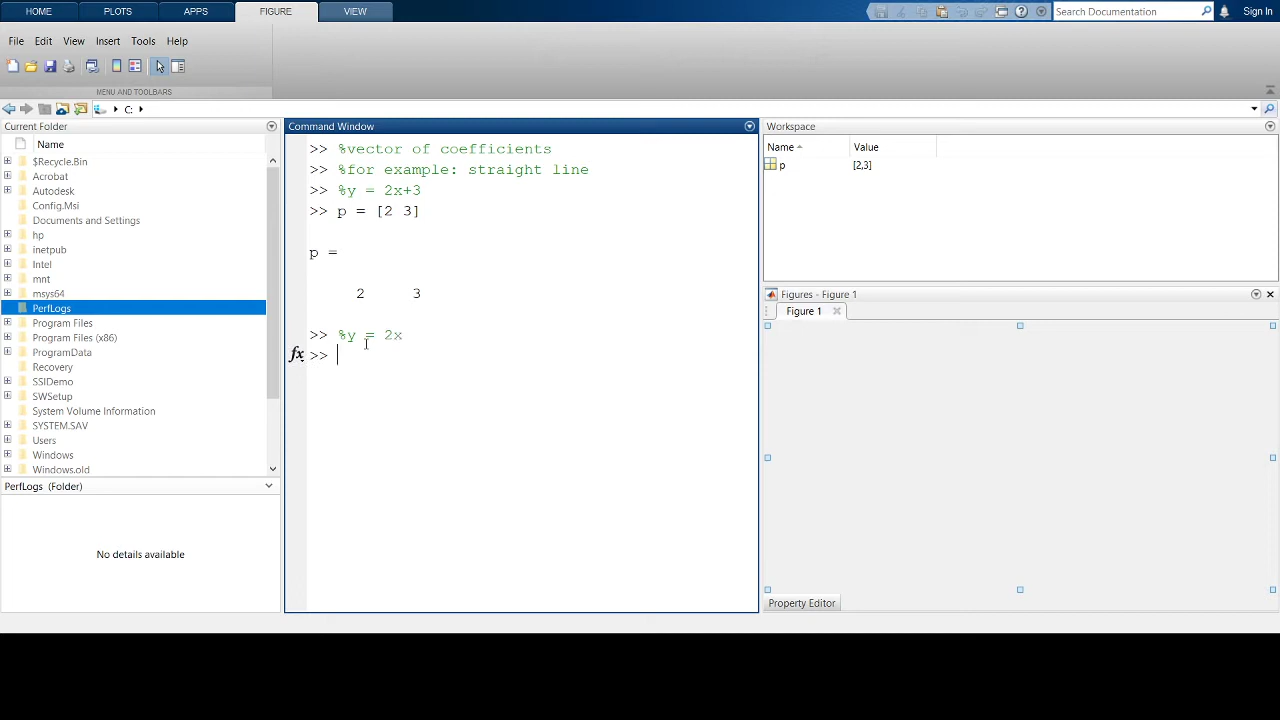 HOME PLOTS APPS FIGURE VIEW Search Documentation Sign In
File Edit View Insert Tools Help
MENU AND TOOLBARS
C:
Current Folder
Name
$Recycle.Bin
Acrobat
Autodesk
Config.Msi
Documents and Settings
hp
inetpub
Intel
mnt
msys64
PerfLogs
Program Files
Program Files (x86)
ProgramData
Recovery
SSIDemo
SWSetup
System Volume Information
SYSTEM.SAV
Users
Windows
Windows.old
PerfLogs (Folder)
No details available
Command Window
>> %vector of coefficients
>> %for example: straight line
>> %y = 2x+3
>> p = [2 3]
p =
2 3
>> %y = 2x
fx >>
Workspace
Name Value
p [2,3]
Figures - Figure 1
Figure 1
Property Editor